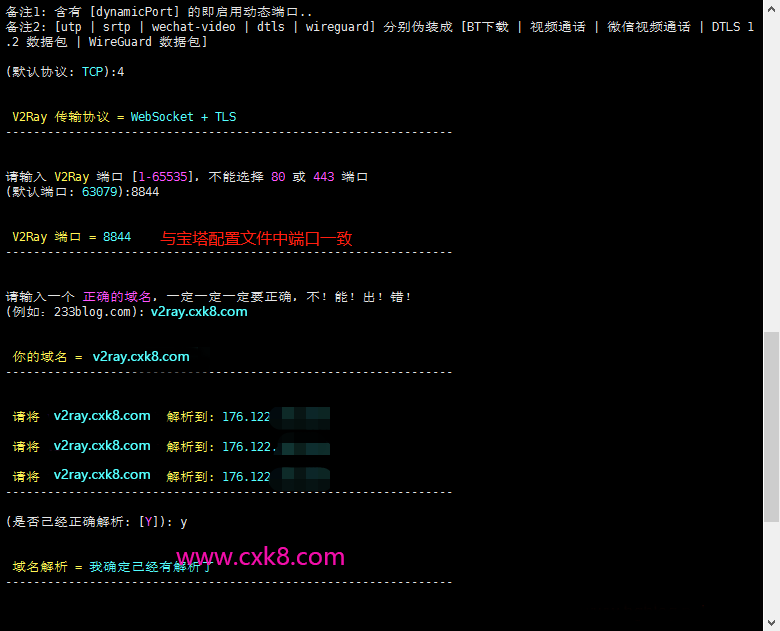 备注1: 含有 [dynamicPort] 的即启用动态端口..
备注2: [utp | srtp | wechat-video | dtls | wireguard] 分别伪装成 [BT下载 | 视频通话 | 微信视频通话 | DTLS 1
.2 数据包 | WireGuard 数据包]
(默认协议: TCP):4
V2Ray 传输协议 = WebSocket + TLS
----------------------------------------------------------------
请输入 V2Ray 端口 [1-65535], 不能选择 80 或 443 端口
(默认端口: 63079):8844
V2Ray 端口 = 8844 与宝塔配置文件中端口一致
----------------------------------------------------------------
请输入一个 正确的域名, 一定一定一定要正确, 不! 能! 出! 错!
(例如: 233blog.com): v2ray.cxk8.com
你的域名 = v2ray.cxk8.com
----------------------------------------------------------------
请将 v2ray.cxk8.com 解析到: 176.122
请将 v2ray.cxk8.com 解析到: 176.122.
请将 v2ray.cxk8.com 解析到: 176.122
----------------------------------------------------------------
(是否已经正确解析: [Y]): y
www.cxk8.com
域名解析 = 我确定已经有解析了
----------------------------------------------------------------